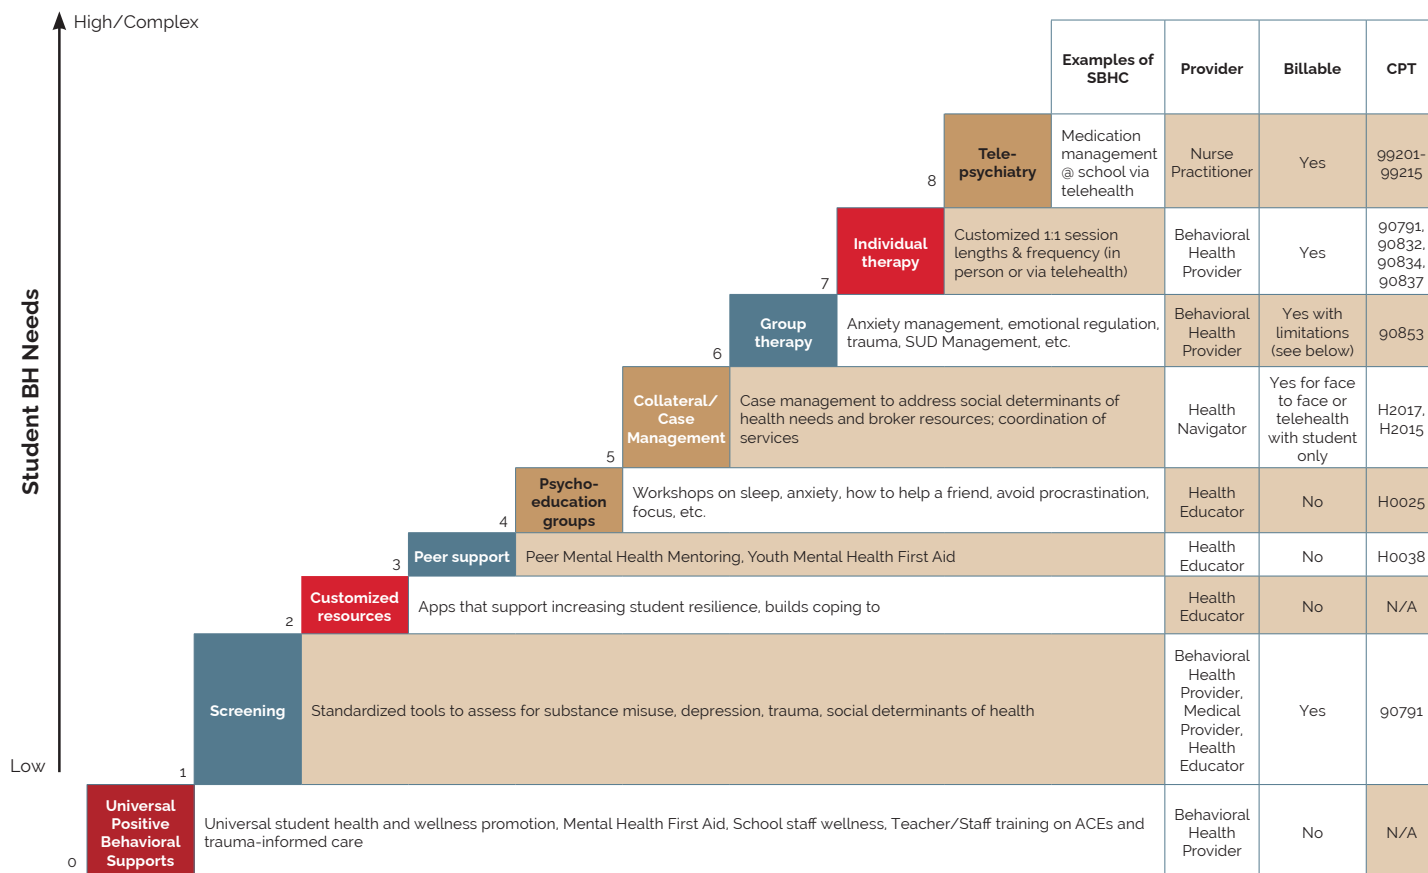 High/Complex
Examples of
SBHC
Provider
Billable
CPT
8
Tele-
psychiatry
Medication
management
@ school via
telehealth
Nurse
Practitioner
Yes
99201-
99215
7
Individual
therapy
Customized 1:1 session
lengths & frequency (in
person or via telehealth)
Behavioral
Health
Provider
Yes
90791,
90832,
90834,
90837
6
Group
therapy
Anxiety management, emotional regulation,
trauma, SUD Management, etc.
Behavioral
Health
Provider
Yes with
limitations
(see below)
90853
5
Collateral/
Case
Management
Case management to address social determinants of
health needs and broker resources; coordination of
services
Health
Navigator
Yes for face
to face or
telehealth
with student
only
H2017,
H2015
4
Psycho-
education
groups
Workshops on sleep, anxiety, how to help a friend, avoid procrastination,
focus, etc.
Health
Educator
No
H0025
3
Peer support
Peer Mental Health Mentoring, Youth Mental Health First Aid
Health
Educator
No
H0038
2
Customized
resources
Apps that support increasing student resilience, builds coping to
Health
Educator
No
N/A
1
Screening
Standardized tools to assess for substance misuse, depression, trauma, social determinants of health
Behavioral
Health
Provider,
Medical
Provider,
Health
Educator
Yes
90791
0
Universal
Positive
Behavioral
Supports
Universal student health and wellness promotion, Mental Health First Aid, School staff wellness, Teacher/Staff training on ACEs and
trauma-informed care
Behavioral
Health
Provider
No
N/A
Low
Student BH Needs